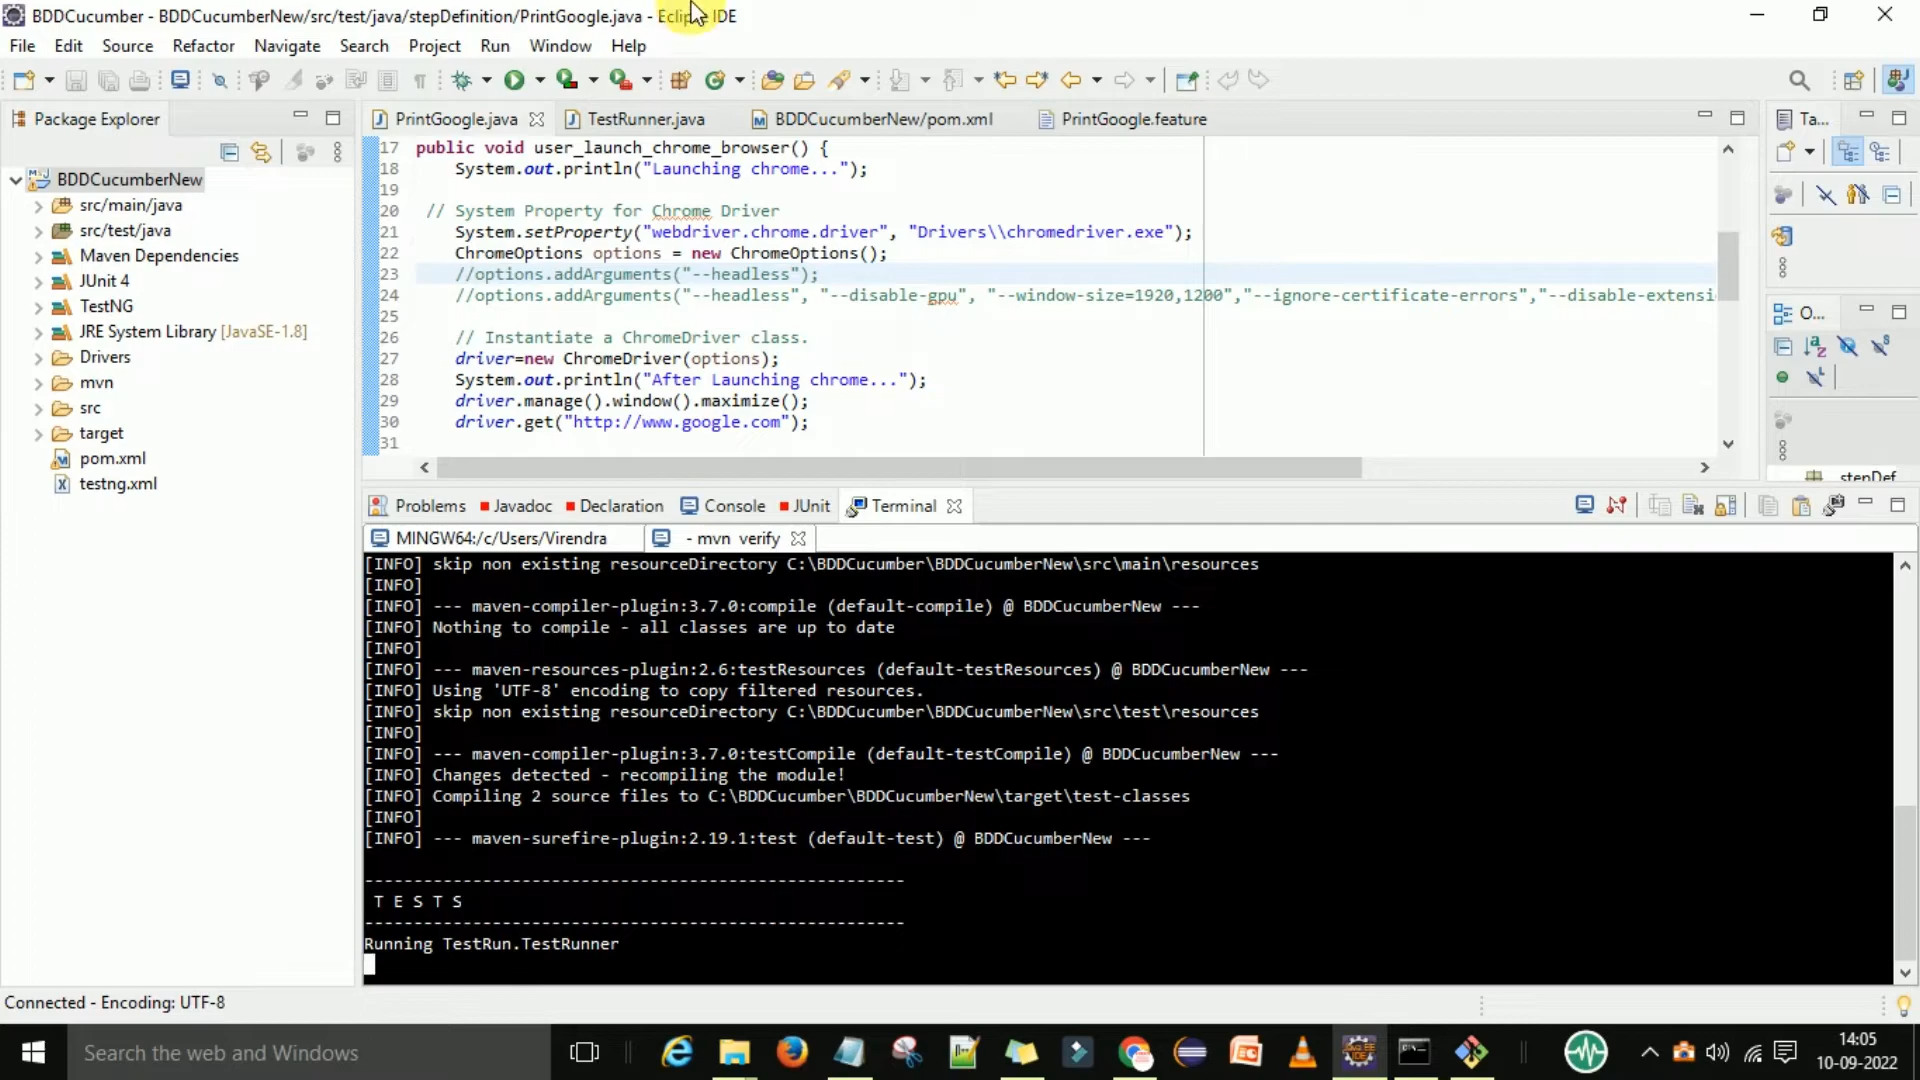 BDDCucumber - BDDCucumberNew/src/test/java/stepDefinition/PrintGoogle.java - Eclipse IDE
File Edit Source Refactor Navigate Search Project Run Window Help
Package Explorer
BDDCucumberNew
src/main/java
src/test/java
Maven Dependencies
JUnit 4
TestNG
JRE System Library [JavaSE-1.8]
Drivers
mvn
src
target
pom.xml
testng.xml
PrintGoogle.java TestRunner.java BDDCucumberNew/pom.xml PrintGoogle.feature
17 public void user_launch_chrome_browser() {
18 System.out.println("Launching chrome...");
19
20 // System Property for Chrome Driver
21 System.setProperty("webdriver.chrome.driver", "Drivers\\chromedriver.exe");
22 ChromeOptions options = new ChromeOptions();
23 //options.addArguments("--headless");
24 //options.addArguments("--headless", "--disable-gpu", "--window-size=1920,1200","--ignore-certificate-errors","--disable-extensi
25
26 // Instantiate a ChromeDriver class.
27 driver=new ChromeDriver(options);
28 System.out.println("After Launching chrome...");
29 driver.manage().window().maximize();
30 driver.get("http://www.google.com");
31
Ta...
O...
stepDef
Problems Javadoc Declaration Console JUnit Terminal
MINGW64:/c/Users/Virendra - mvn verify
[INFO] skip non existing resourceDirectory C:\BDDCucumber\BDDCucumberNew\src\main\resources
[INFO]
[INFO] --- maven-compiler-plugin:3.7.0:compile (default-compile) @ BDDCucumberNew ---
[INFO] Nothing to compile - all classes are up to date
[INFO]
[INFO] --- maven-resources-plugin:2.6:testResources (default-testResources) @ BDDCucumberNew ---
[INFO] Using 'UTF-8' encoding to copy filtered resources.
[INFO] skip non existing resourceDirectory C:\BDDCucumber\BDDCucumberNew\src\test\resources
[INFO]
[INFO] --- maven-compiler-plugin:3.7.0:testCompile (default-testCompile) @ BDDCucumberNew ---
[INFO] Changes detected - recompiling the module!
[INFO] Compiling 2 source files to C:\BDDCucumber\BDDCucumberNew\target\test-classes
[INFO]
[INFO] --- maven-surefire-plugin:2.19.1:test (default-test) @ BDDCucumberNew ---
-------------------------------------------------------
T E S T S
-------------------------------------------------------
Running TestRun.TestRunner
Connected - Encoding: UTF-8
Search the web and Windows
14:05
10-09-2022